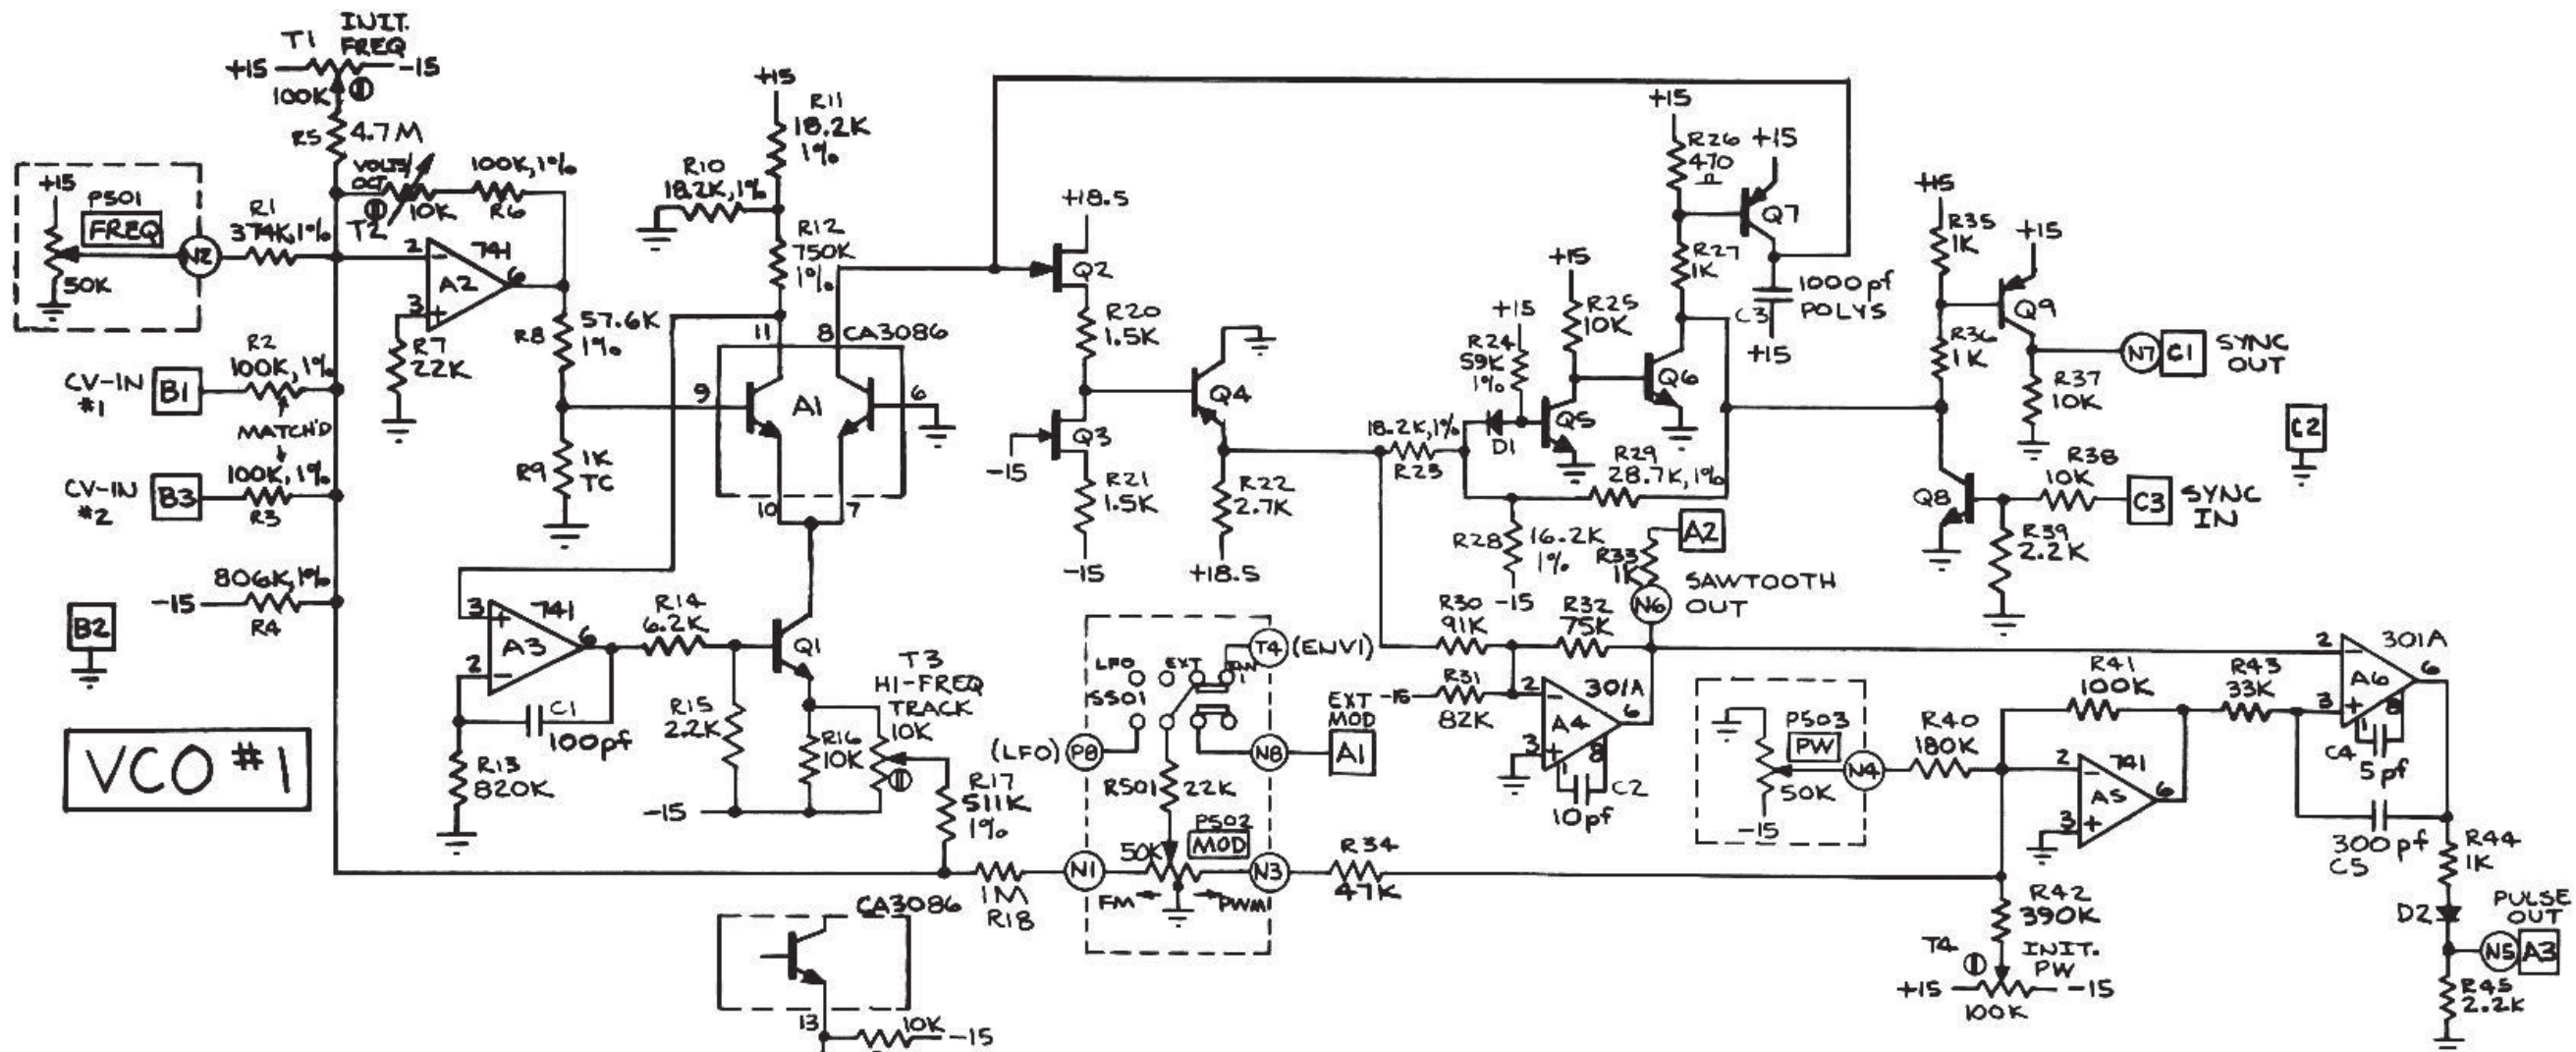 INIT.
FREQ
T1
+15
-15
100K
R5
4.7M
VOLTS/
OCT
T2
10K
100K,1%
R6
+15
P501
FREQ
50K
N2
R1
374K,1%
2
-
741
A2
6
3
+
R7
22K
R2
100K,1%
CV-IN
#1
B1
MATCH'D
100K,1%
R3
CV-IN
#2
B3
806K,1%
-15
R4
B2
VCO #1
R8
57.6K
1%
R9
1K
TC
+15
R11
18.2K
1%
R10
18.2K,1%
R12
750K
1%
11
8
CA3086
9
A1
6
10
7
3
+
741
A3
6
2
-
C1
100pf
R13
820K
R14
6.2K
R15
2.2K
Q1
R16
10K
T3
HI-FREQ
TRACK
10K
-15
R17
511K
1%
1M
R18
CA3086
13
10K
-15
+18.5
Q2
R20
1.5K
Q3
-15
R21
1.5K
-15
Q4
R22
2.7K
+18.5
LFO
EXT
T4
(ENV1)
S501
(LFO)
P8
N8
EXT
MOD
A1
R501
22K
P502
MOD
50K
N1
N3
FM
PWM
R34
47K
18.2K,1%
R23
D1
+15
R24
59K
1%
+15
R25
10K
Q5
Q6
+15
R26
470
Ω
+15
Q7
R27
1K
C3
1000pf
POLYS
+15
R29
28.7K,1%
R28
16.2K
1%
-15
A2
R33
1K
N6
SAWTOOTH
OUT
R30
91K
R32
75K
R31
-15
82K
2
-
301A
A4
6
3
+
1
8
C2
10pf
+15
R35
1K
+15
Q9
R36
1K
N7
C1
SYNC
OUT
R37
10K
C2
Q8
R38
10K
C3
SYNC
IN
R39
2.2K
P503
PW
50K
-15
N4
R40
180K
R41
100K
2
-
741
A5
6
3
+
R43
33K
2
-
301A
A6
6
3
+
1
8
C4
5pf
300pf
C5
R44
1K
D2
PULSE
OUT
N5
A3
R45
2.2K
R42
390K
T4
INIT.
PW
+15
-15
100K